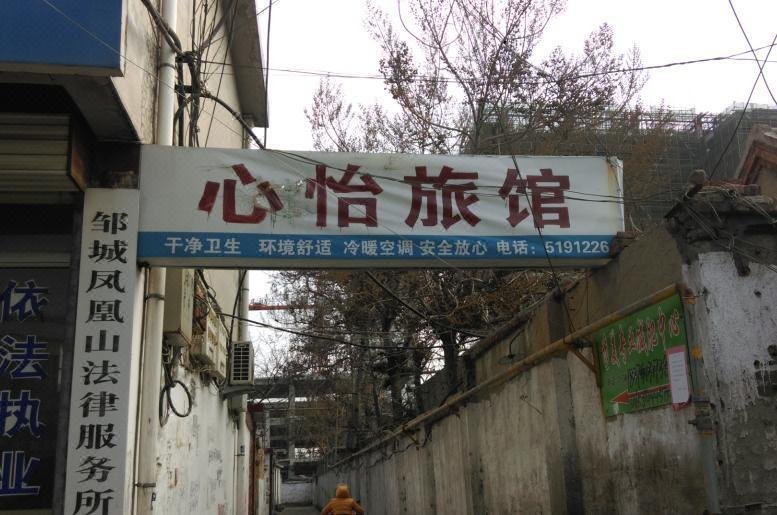 心怡旅馆
干净卫生 环境舒适 冷暖空调 安全放心 电话：5191226
邹城凤凰山法律服务所
依法执业